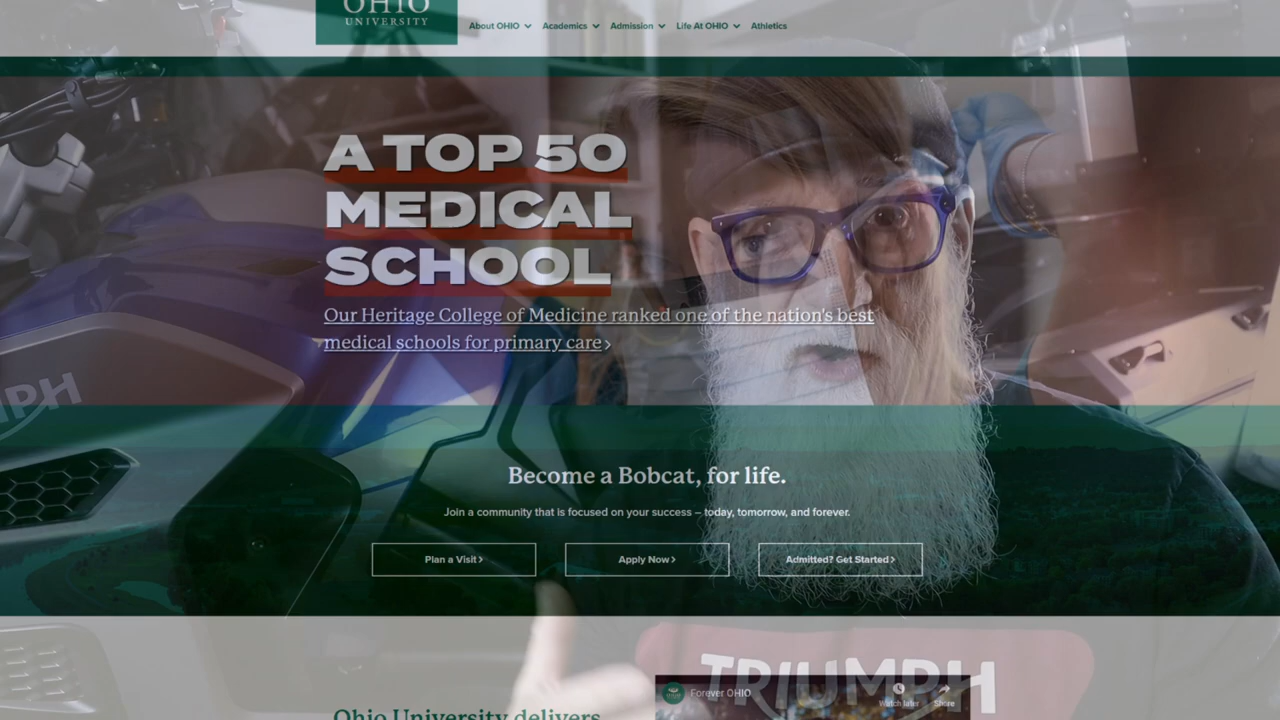 OHIO
UNIVERSITY
About OHIO
Academics
Admission
Life At OHIO
Athletics
A TOP 50
MEDICAL
SCHOOL
Our Heritage College of Medicine ranked one of the nation's best
medical schools for primary care
MPH
Become a Bobcat, for life.
Join a community that is focused on your success – today, tomorrow, and forever.
Plan a Visit
Apply Now
Admitted? Get Started
TRIUMPH
Forever OHIO
Watch later
Share
Ohio University delivers